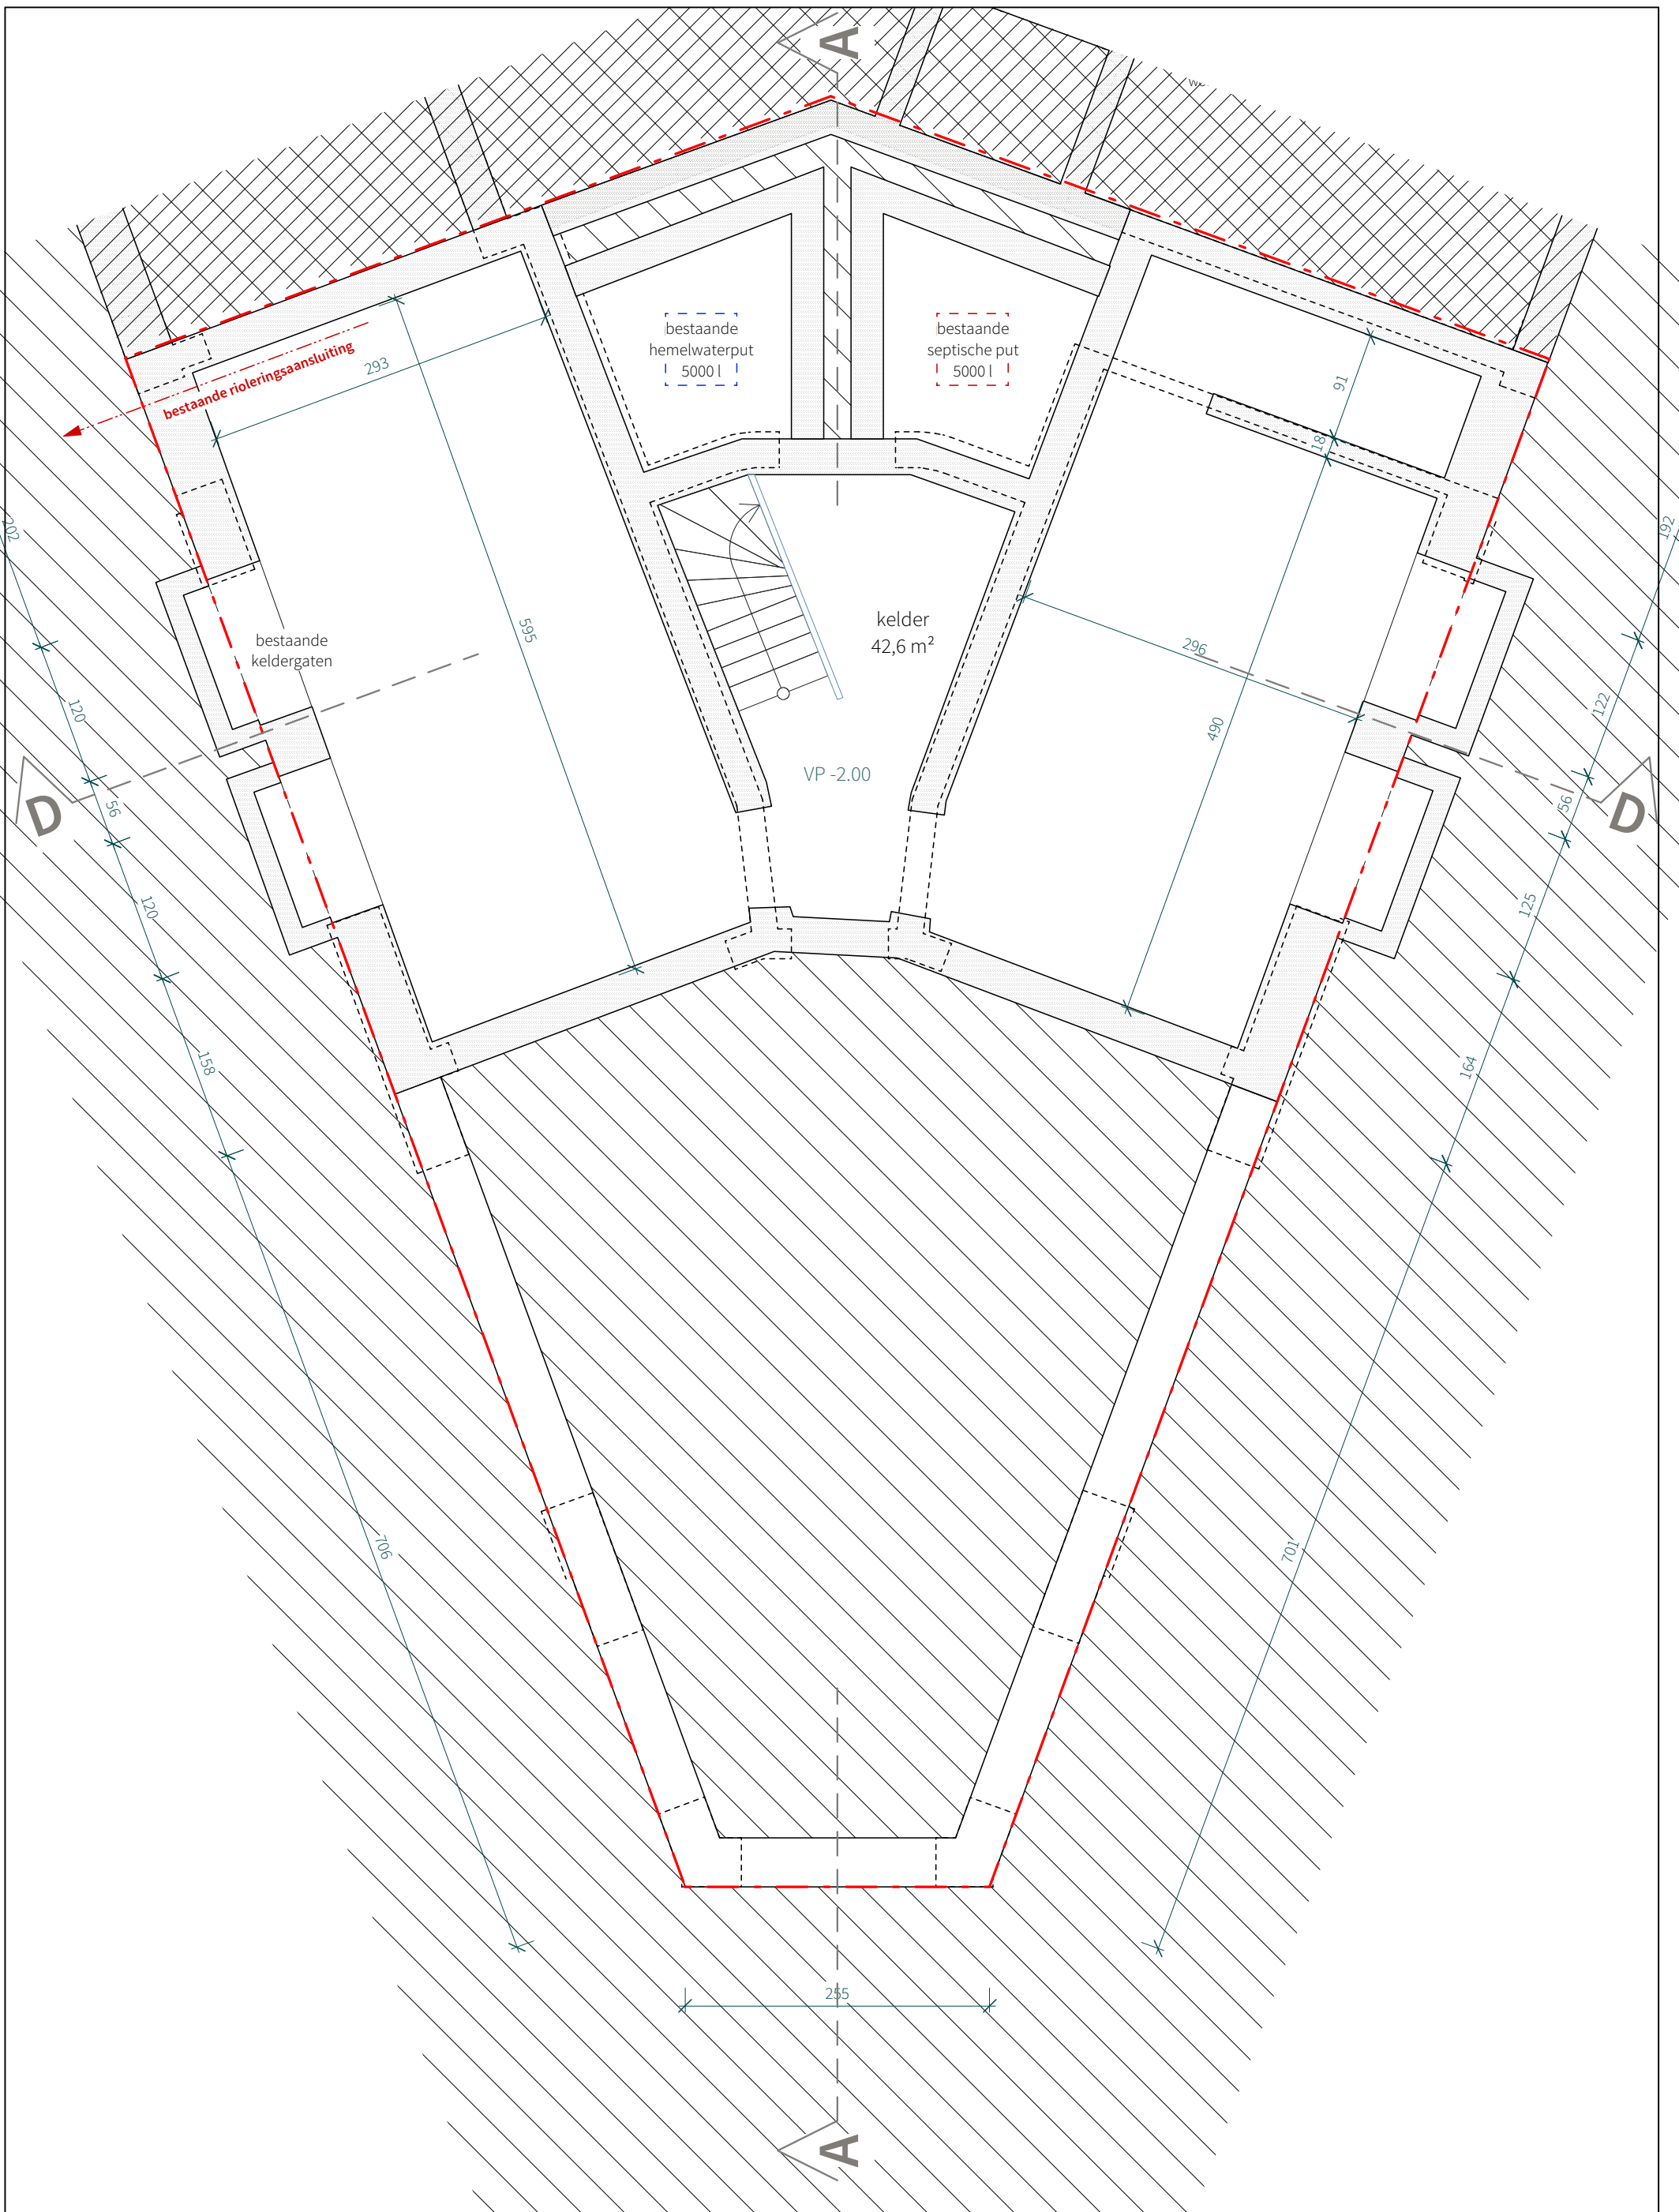 A
bestaande rioleringsaansluiting
293
bestaande
hemelwaterput
5000 l
bestaande
septische put
5000 l
91
18
202
192
595
bestaande
keldergaten
kelder
42,6 m²
296
490
120
122
VP -2.00
D
56
56
D
120
125
158
164
706
701
255
A